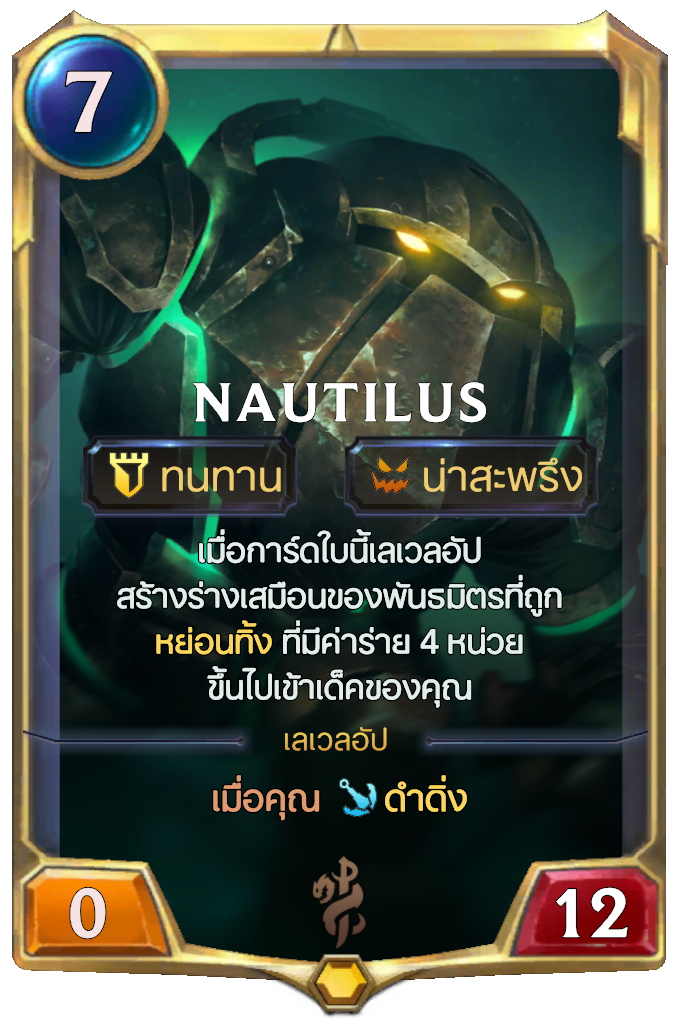 7
NAUTILUS
ทนทาน
น่าสะพรึง
เมื่อการ์ดใบนี้เลเวลอัป
สร้างร่างเสมือนของพันธมิตรที่ถูก
หย่อนทิ้ง ที่มีค่าร่าย 4 หน่วย
ขึ้นไปเข้าเด็คของคุณ
เลเวลอัป
เมื่อคุณ ดำดิ่ง
0
12